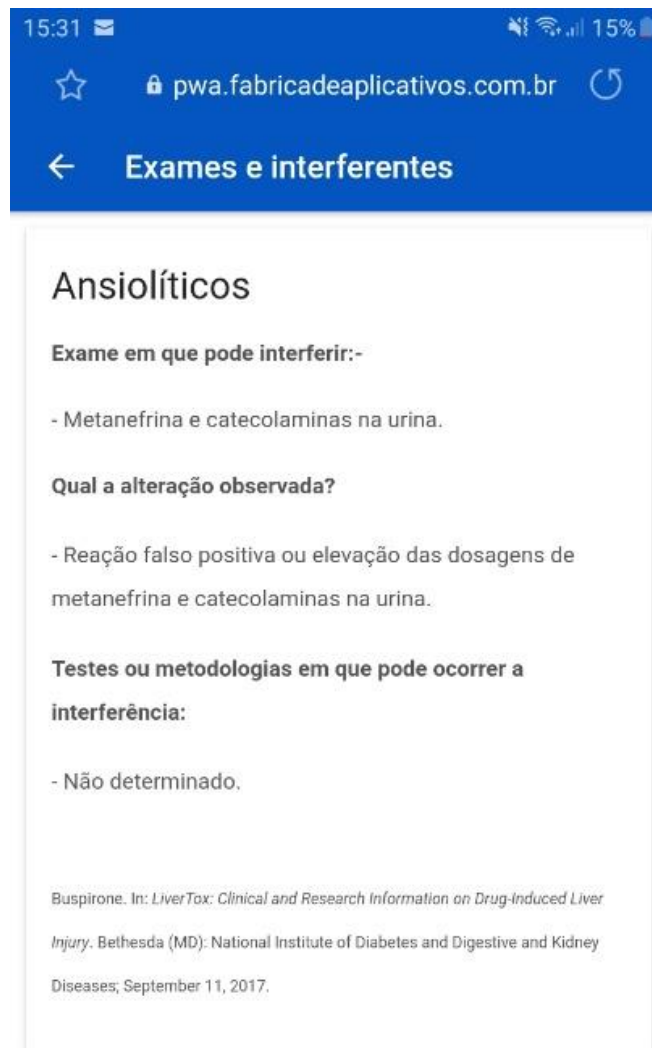 15:31 15%
pwa.fabricadeaplicativos.com.br
Exames e interferentes
Ansiolíticos
Exame em que pode interferir:-
- Metanefrina e catecolaminas na urina.
Qual a alteração observada?
- Reação falso positiva ou elevação das dosagens de
metanefrina e catecolaminas na urina.
Testes ou metodologias em que pode ocorrer a
interferência:
- Não determinado.
Buspirone. In: LiverTox: Clinical and Research Information on Drug-Induced Liver
Injury. Bethesda (MD): National Institute of Diabetes and Digestive and Kidney
Diseases; September 11, 2017.